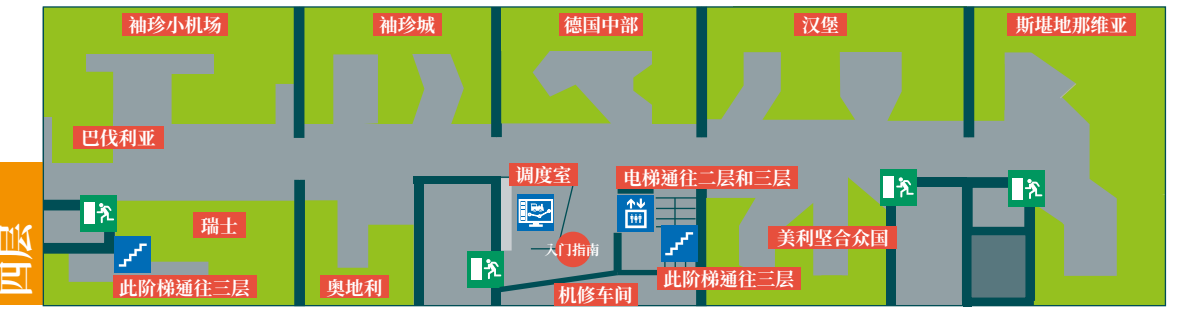 袖珍小机场
袖珍城
德国中部
汉堡
斯堪地那维亚
巴伐利亚
调度室
电梯通往二层和三层
瑞士
入门指南
美利坚合众国
四层
此阶梯通往三层
奥地利
机修车间
此阶梯通往三层